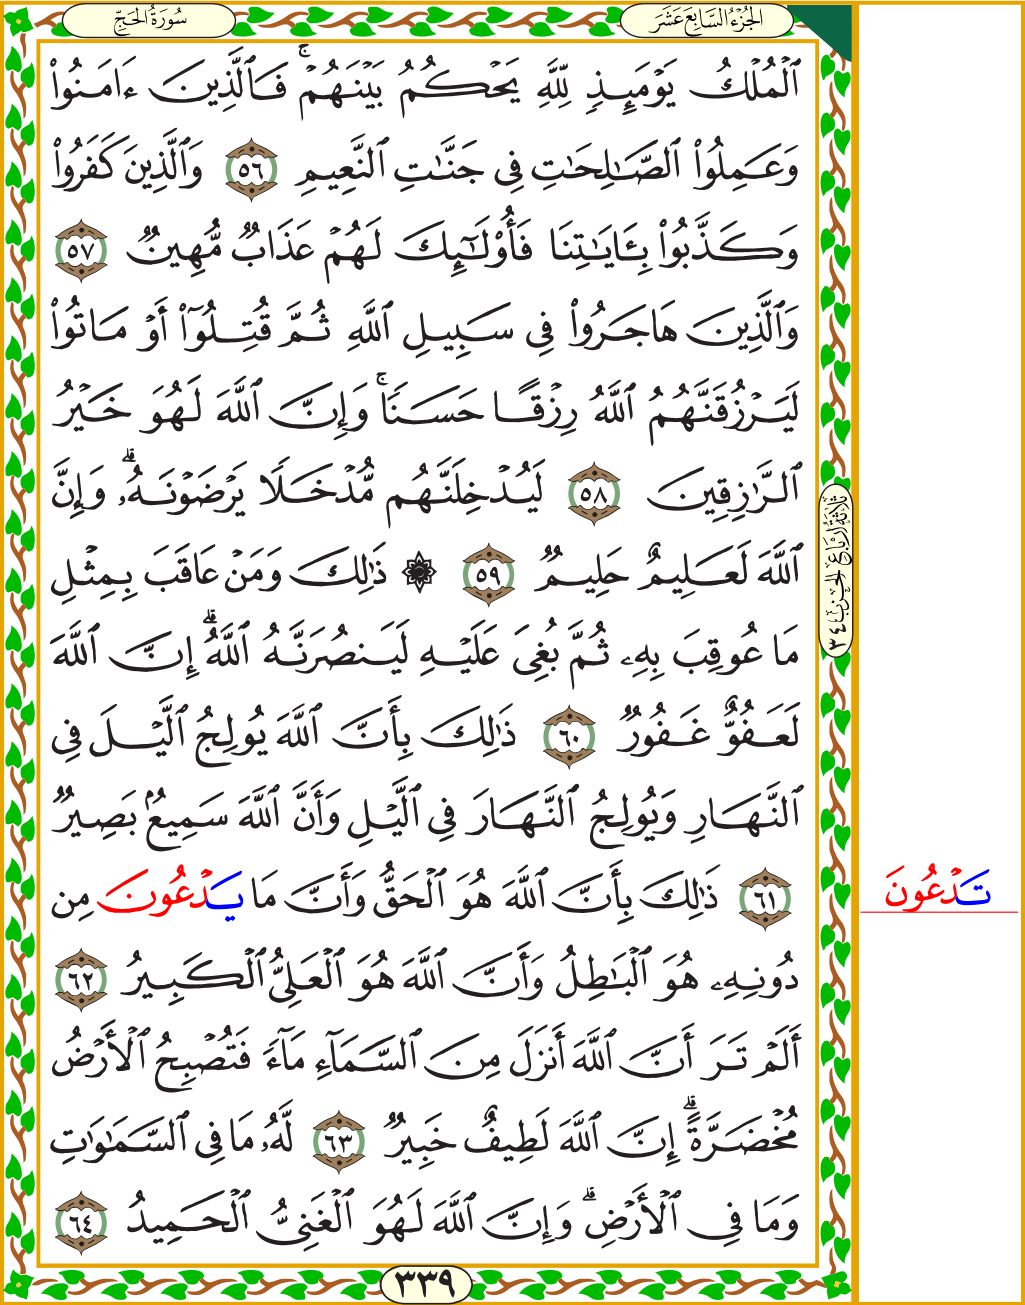 سُورَةُ الحَجِّ
الجُزْءُ السَّابِعَ عَشَرَ
ٱلْمُلْكُ يَوْمَئِذٍ لِّلَّهِ يَحْكُمُ بَيْنَهُمْ ۚ فَٱلَّذِينَ ءَامَنُوا۟
وَعَمِلُوا۟ ٱلصَّـٰلِحَـٰتِ فِى جَنَّـٰتِ ٱلنَّعِيمِ ٥٦ وَٱلَّذِينَ كَفَرُوا۟
وَكَذَّبُوا۟ بِـَٔايَـٰتِنَا فَأُو۟لَـٰٓئِكَ لَهُمْ عَذَابٌ مُّهِينٌ ٥٧
وَٱلَّذِينَ هَاجَرُوا۟ فِى سَبِيلِ ٱللَّهِ ثُمَّ قُتِلُوٓا۟ أَوْ مَاتُوا۟
لَيَرْزُقَنَّهُمُ ٱللَّهُ رِزْقًا حَسَنًا ۚ وَإِنَّ ٱللَّهَ لَهُوَ خَيْرُ
ٱلرَّٰزِقِينَ ٥٨ لَيُدْخِلَنَّهُم مُّدْخَلًا يَرْضَوْنَهُۥ ۗ وَإِنَّ
ٱللَّهَ لَعَلِيمٌ حَلِيمٌ ٥٩ ۞ ذَٰلِكَ وَمَنْ عَاقَبَ بِمِثْلِ
مَا عُوقِبَ بِهِۦ ثُمَّ بُغِىَ عَلَيْهِ لَيَنصُرَنَّهُ ٱللَّهُ ۗ إِنَّ ٱللَّهَ
لَعَفُوٌّ غَفُورٌ ٦٠ ذَٰلِكَ بِأَنَّ ٱللَّهَ يُولِجُ ٱلَّيْلَ فِى
ٱلنَّهَارِ وَيُولِجُ ٱلنَّهَارَ فِى ٱلَّيْلِ وَأَنَّ ٱللَّهَ سَمِيعٌۢ بَصِيرٌ
٦١ ذَٰلِكَ بِأَنَّ ٱللَّهَ هُوَ ٱلْحَقُّ وَأَنَّ مَا يَدْعُونَ مِن
تَدْعُونَ
دُونِهِۦ هُوَ ٱلْبَـٰطِلُ وَأَنَّ ٱللَّهَ هُوَ ٱلْعَلِىُّ ٱلْكَبِيرُ ٦٢
أَلَمْ تَرَ أَنَّ ٱللَّهَ أَنزَلَ مِنَ ٱلسَّمَآءِ مَآءً فَتُصْبِحُ ٱلْأَرْضُ
مُخْضَرَّةً ۗ إِنَّ ٱللَّهَ لَطِيفٌ خَبِيرٌ ٦٣ لَّهُۥ مَا فِى ٱلسَّمَـٰوَٰتِ
وَمَا فِى ٱلْأَرْضِ ۗ وَإِنَّ ٱللَّهَ لَهُوَ ٱلْغَنِىُّ ٱلْحَمِيدُ ٦٤
ثَلَاثَةُ أَرْبَاعِ الحِزْبِ ٣٤
٣٣٩